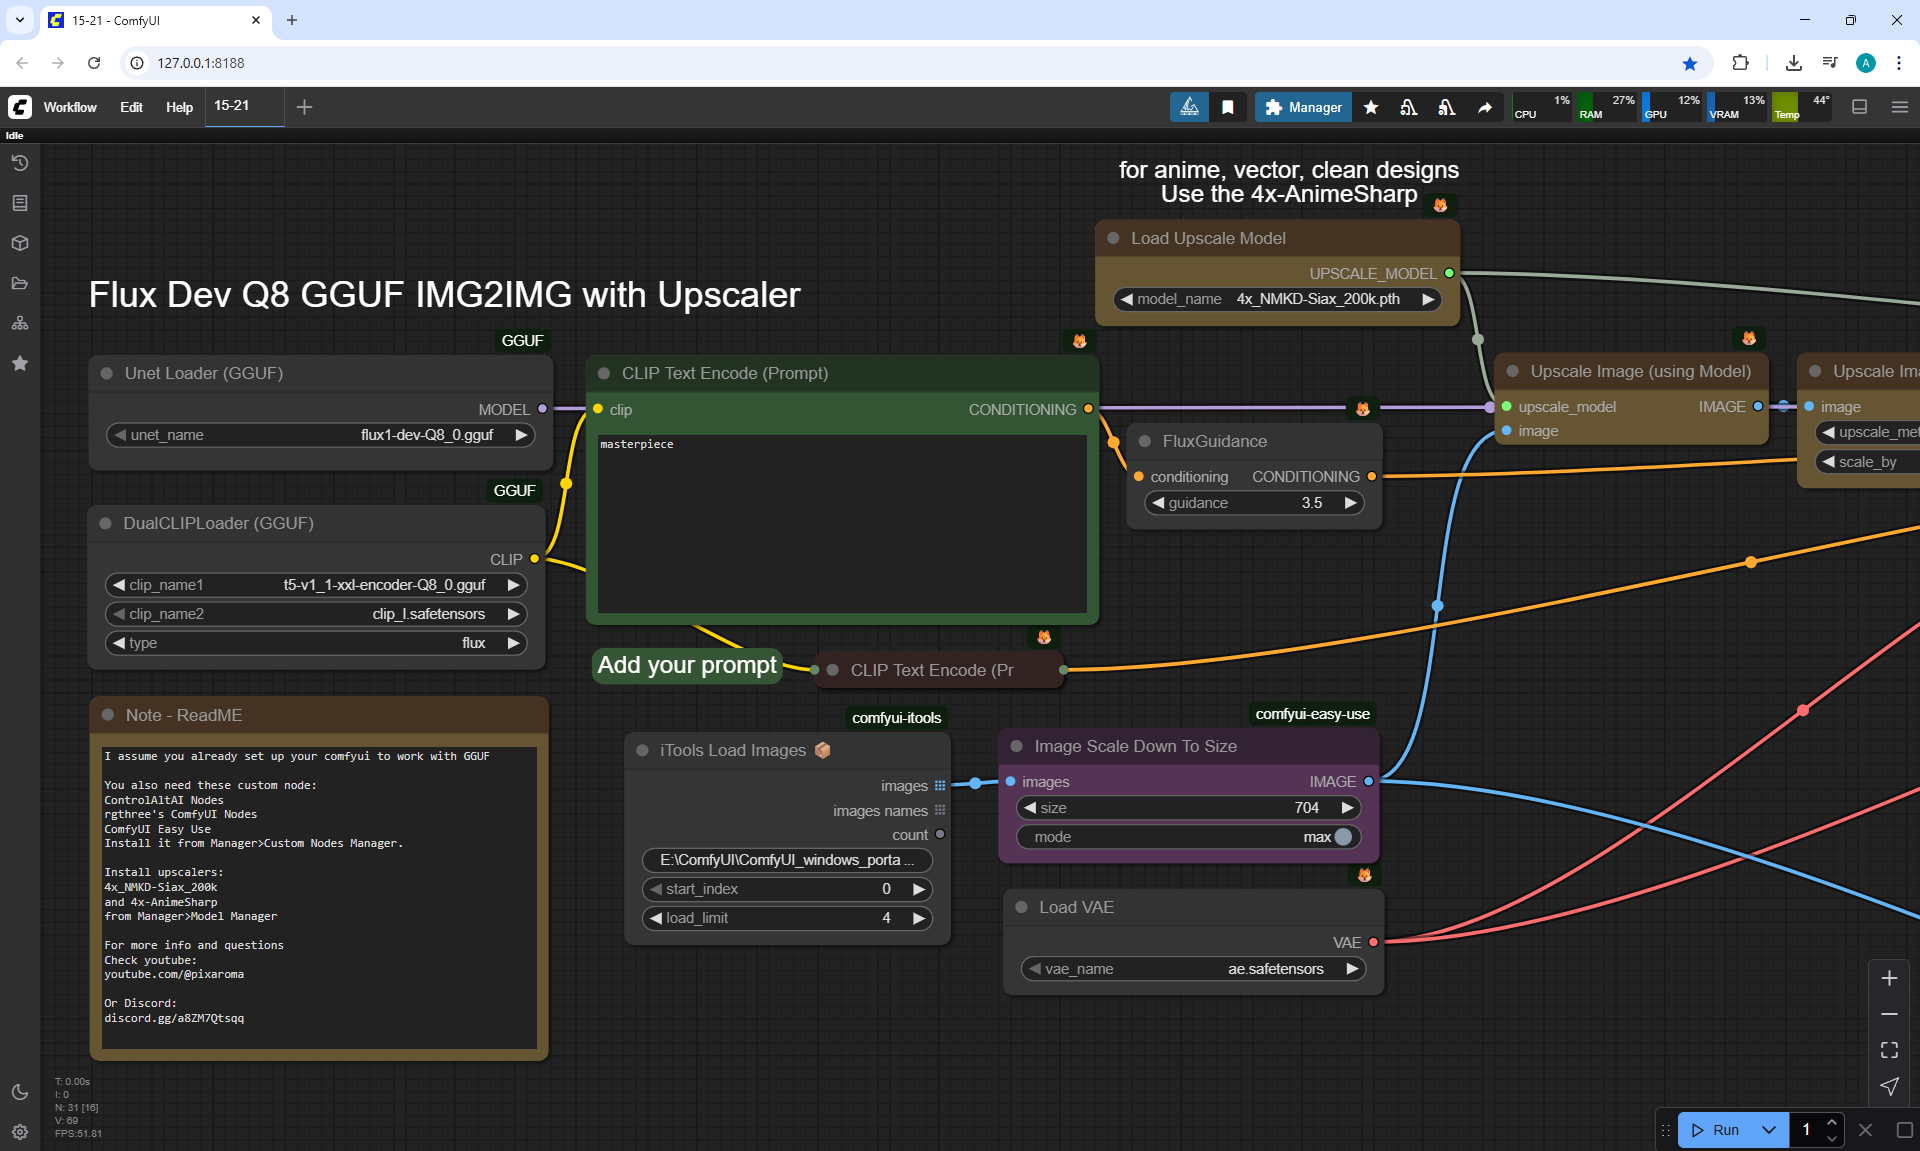 15-21 - ComfyUI
127.0.0.1:8188
A
Workflow Edit Help 15-21
Manager
CPU 1% RAM 27% GPU 12% VRAM 13% Temp 44°
Idle
for anime, vector, clean designs
Use the 4x-AnimeSharp
Load Upscale Model
UPSCALE_MODEL
model_name 4x_NMKD-Siax_200k.pth
Flux Dev Q8 GGUF IMG2IMG with Upscaler
GGUF
Unet Loader (GGUF)
MODEL
unet_name flux1-dev-Q8_0.gguf
CLIP Text Encode (Prompt)
clip CONDITIONING
masterpiece
FluxGuidance
conditioning CONDITIONING
guidance 3.5
Upscale Image (using Model)
upscale_model IMAGE
image
Upscale Ima
image
upscale_met
scale_by
GGUF
DualCLIPLoader (GGUF)
CLIP
clip_name1 t5-v1_1-xxl-encoder-Q8_0.gguf
clip_name2 clip_l.safetensors
type flux
Add your prompt
CLIP Text Encode (Pr
Note - ReadME
I assume you already set up your comfyui to work with GGUF
You also need these custom node:
ControlAltAI Nodes
rgthree's ComfyUI Nodes
ComfyUI Easy Use
Install it from Manager>Custom Nodes Manager.
Install upscalers:
4x_NMKD-Siax_200k
and 4x-AnimeSharp
from Manager>Model Manager
For more info and questions
Check youtube:
youtube.com/@pixaroma
Or Discord:
discord.gg/a8ZM7Qtsqq
comfyui-itools
iTools Load Images
images
images names
count
E:\ComfyUI\ComfyUI_windows_porta ...
start_index 0
load_limit 4
comfyui-easy-use
Image Scale Down To Size
images IMAGE
size 704
mode max
Load VAE
VAE
vae_name ae.safetensors
T: 0.00s
I: 0
N: 31 [16]
V: 69
FPS:51.81
Run 1